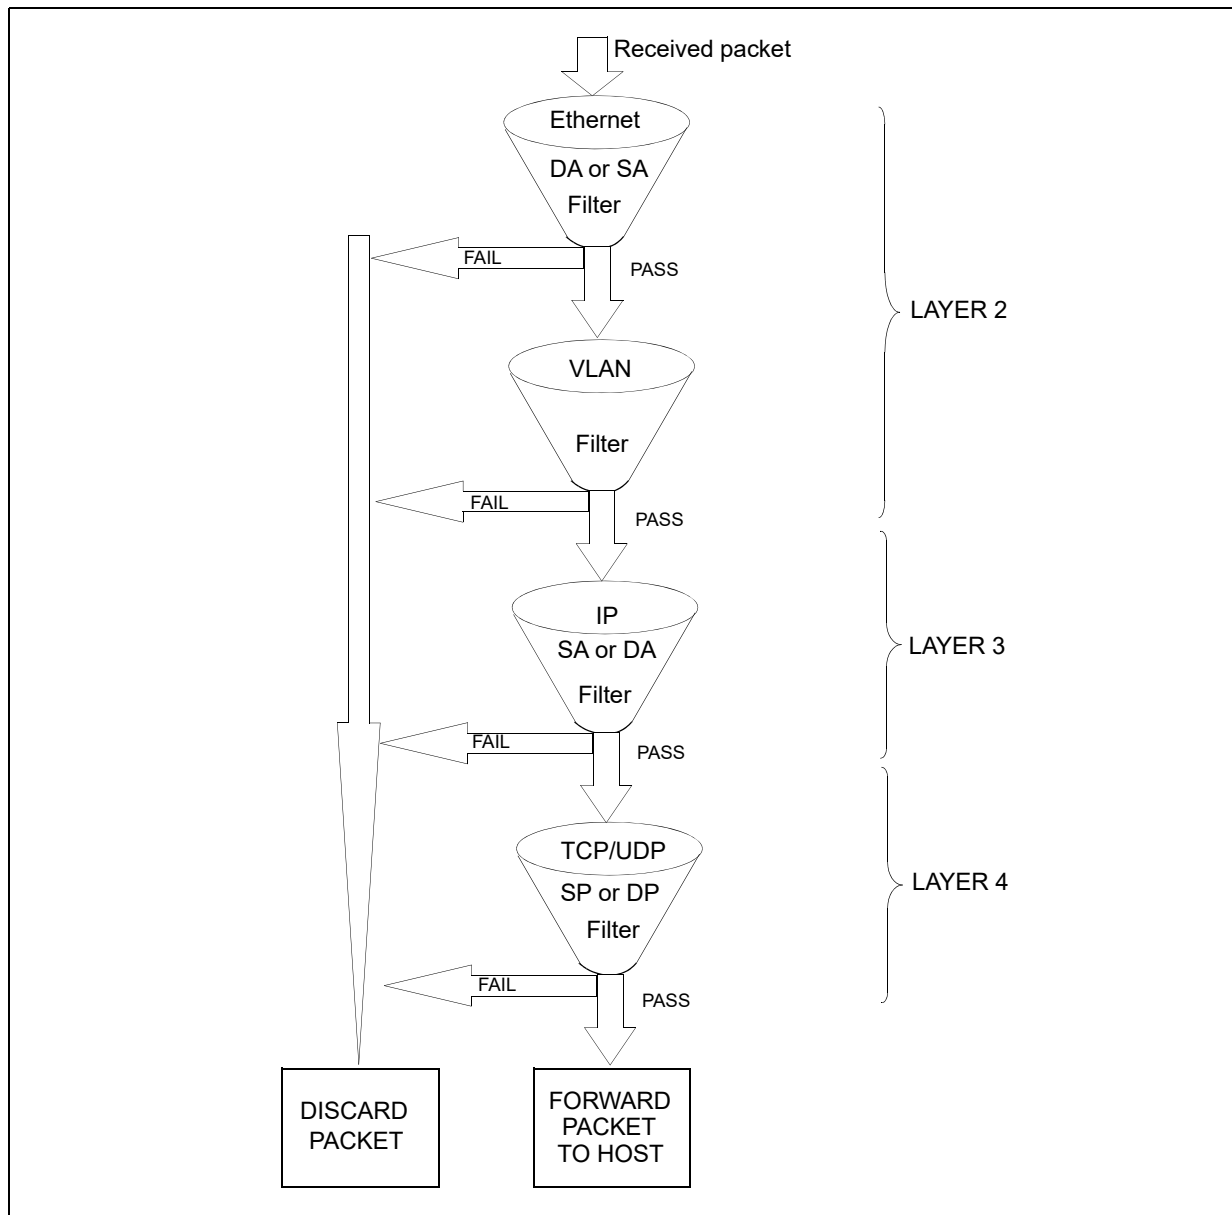 Received packet
Ethernet
DA or SA
Filter
FAIL
PASS
LAYER 2
VLAN
Filter
FAIL
PASS
IP
SA or DA
Filter
LAYER 3
FAIL
PASS
TCP/UDP
SP or DP
Filter
LAYER 4
FAIL
PASS
DISCARD
PACKET
FORWARD
PACKET
TO HOST